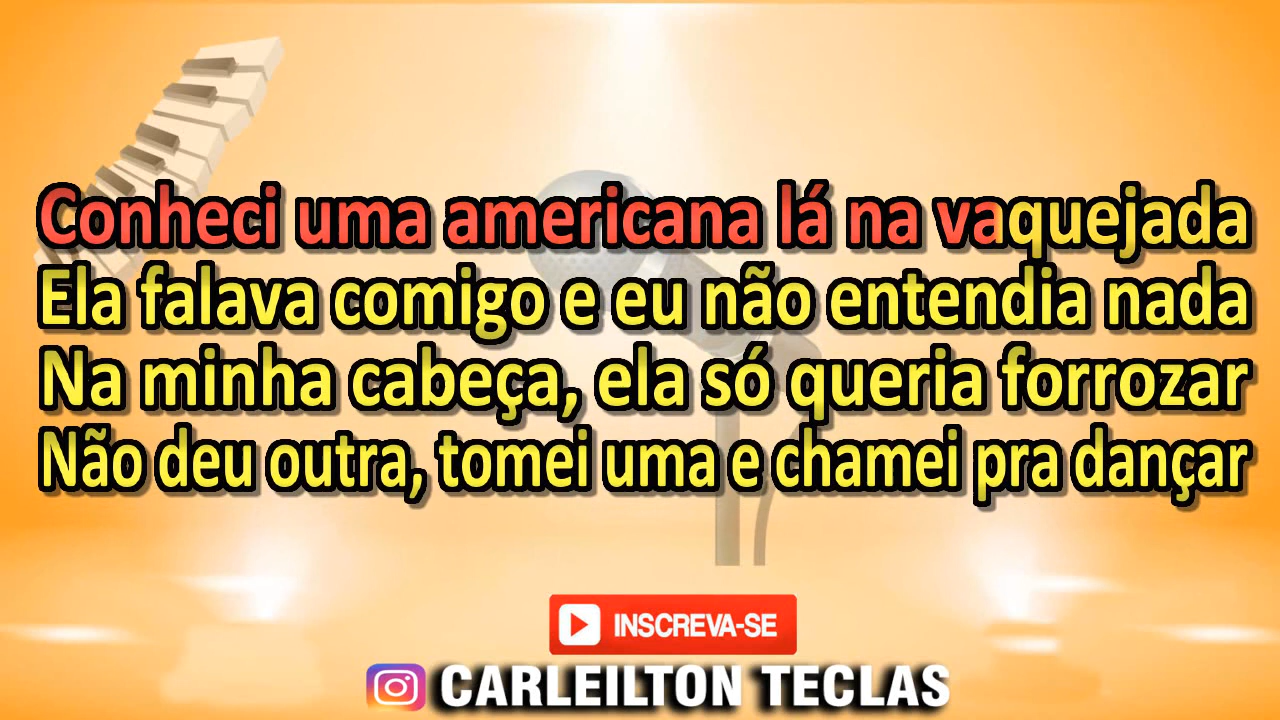 Conheci uma americana lá na vaquejada
Ela falava comigo e eu não entendia nada
Na minha cabeça, ela só queria forrozar
Não deu outra, tomei uma e chamei pra dançar
INSCREVA-SE
CARLEILTON TECLAS